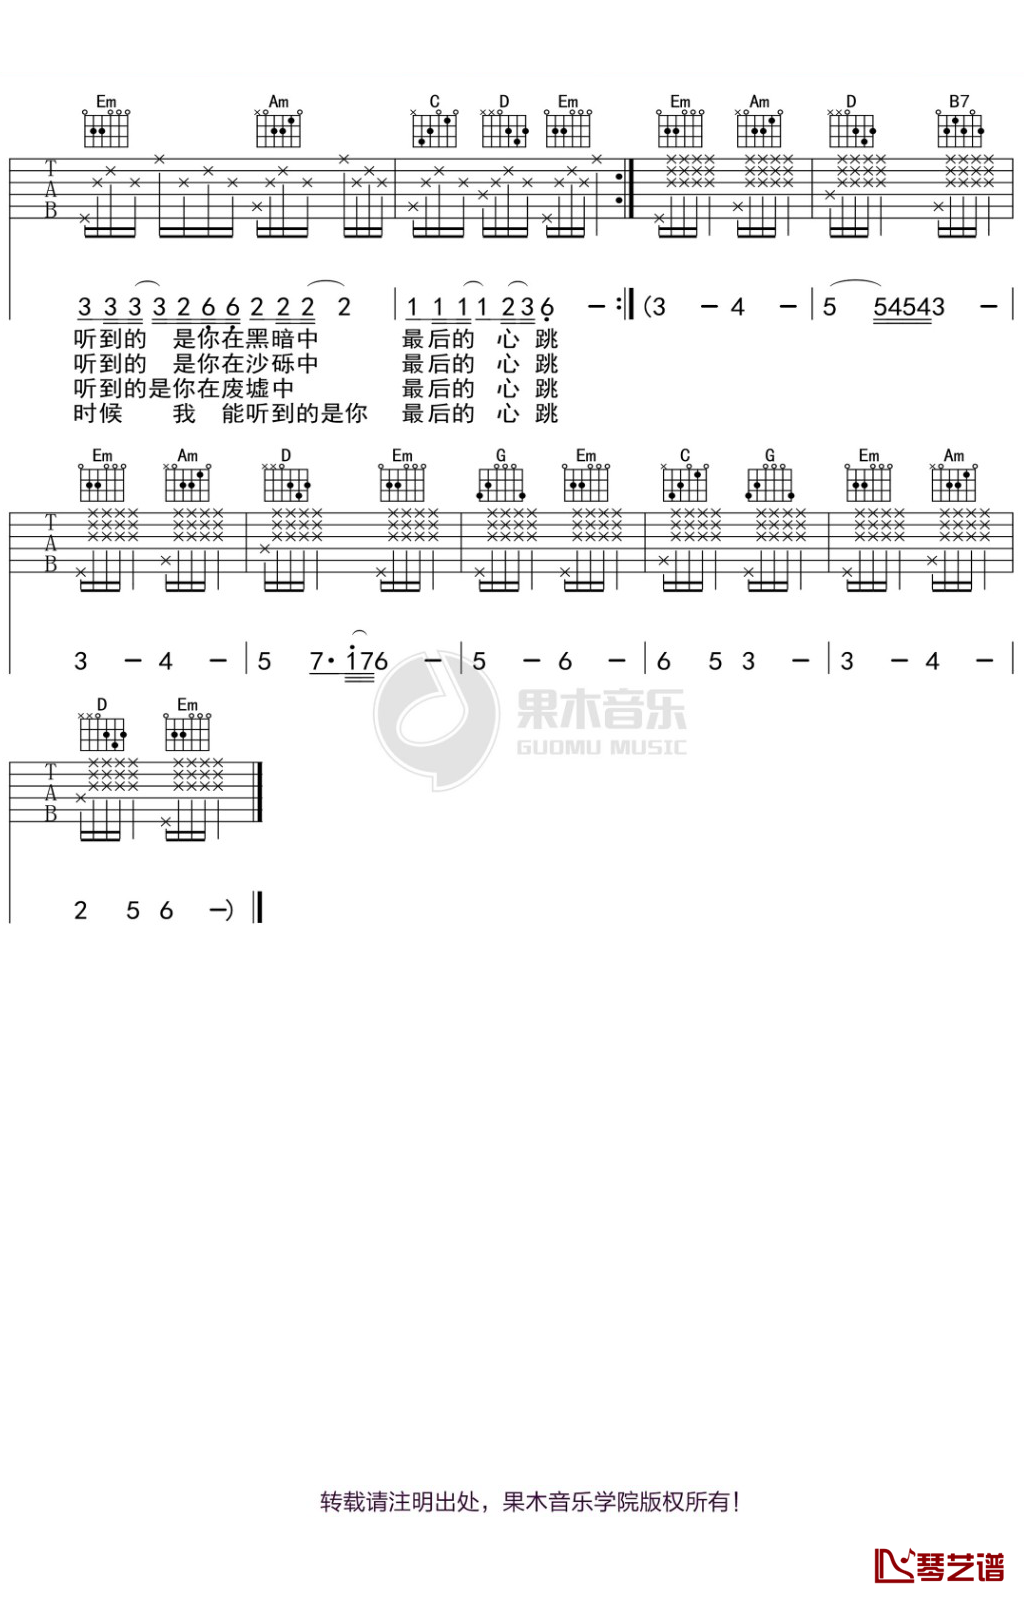 Em Am C D Em Em Am D B7
T A B
3 3 3 3 2 6 6 2 2 2 2 1 1 1 1 2 3 6 – (3 – 4 – 5 54543 –
听到的 是你在黑暗中 最后的 心 跳
听到的 是你在沙砾中 最后的 心 跳
听到的是你在废墟中 最后的 心 跳
时候 我 能听到的是你 最后的 心 跳
Em Am D Em G Em C G Em Am
T A B
3 – 4 – 5 7· 1 7 6 – 5 – 6 – 6 5 3 – 3 – 4 –
果木音乐
GUOMU MUSIC
D Em
T A B
2 5 6 –)
转载请注明出处，果木音乐学院版权所有！
琴艺谱